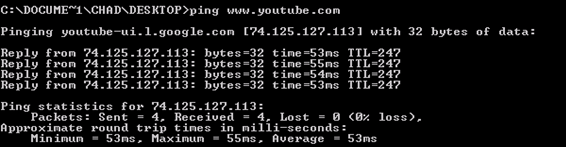 C:\DOCUME~1\CHAD\DESKTOP>ping www.youtube.com
Pinging youtube-ui.l.google.com [74.125.127.113] with 32 bytes of data:
Reply from 74.125.127.113: bytes=32 time=53ms TTL=247
Reply from 74.125.127.113: bytes=32 time=55ms TTL=247
Reply from 74.125.127.113: bytes=32 time=54ms TTL=247
Reply from 74.125.127.113: bytes=32 time=53ms TTL=247
Ping statistics for 74.125.127.113:
Packets: Sent = 4, Received = 4, Lost = 0 (0% loss),
Approximate round trip times in milli-seconds:
Minimum = 53ms, Maximum = 55ms, Average = 53ms